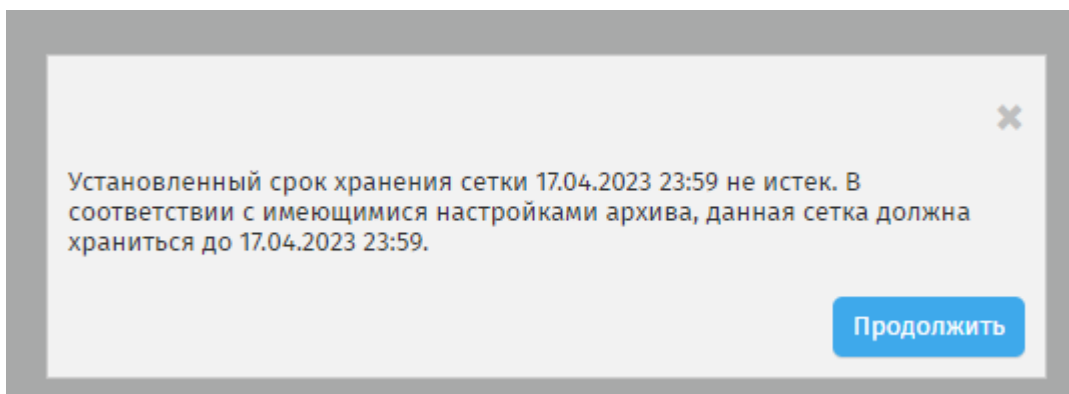 Установленный срок хранения сетки 17.04.2023 23:59 не истек. В
соответствии с имеющимися настройками архива, данная сетка должна
храниться до 17.04.2023 23:59.
Продолжить